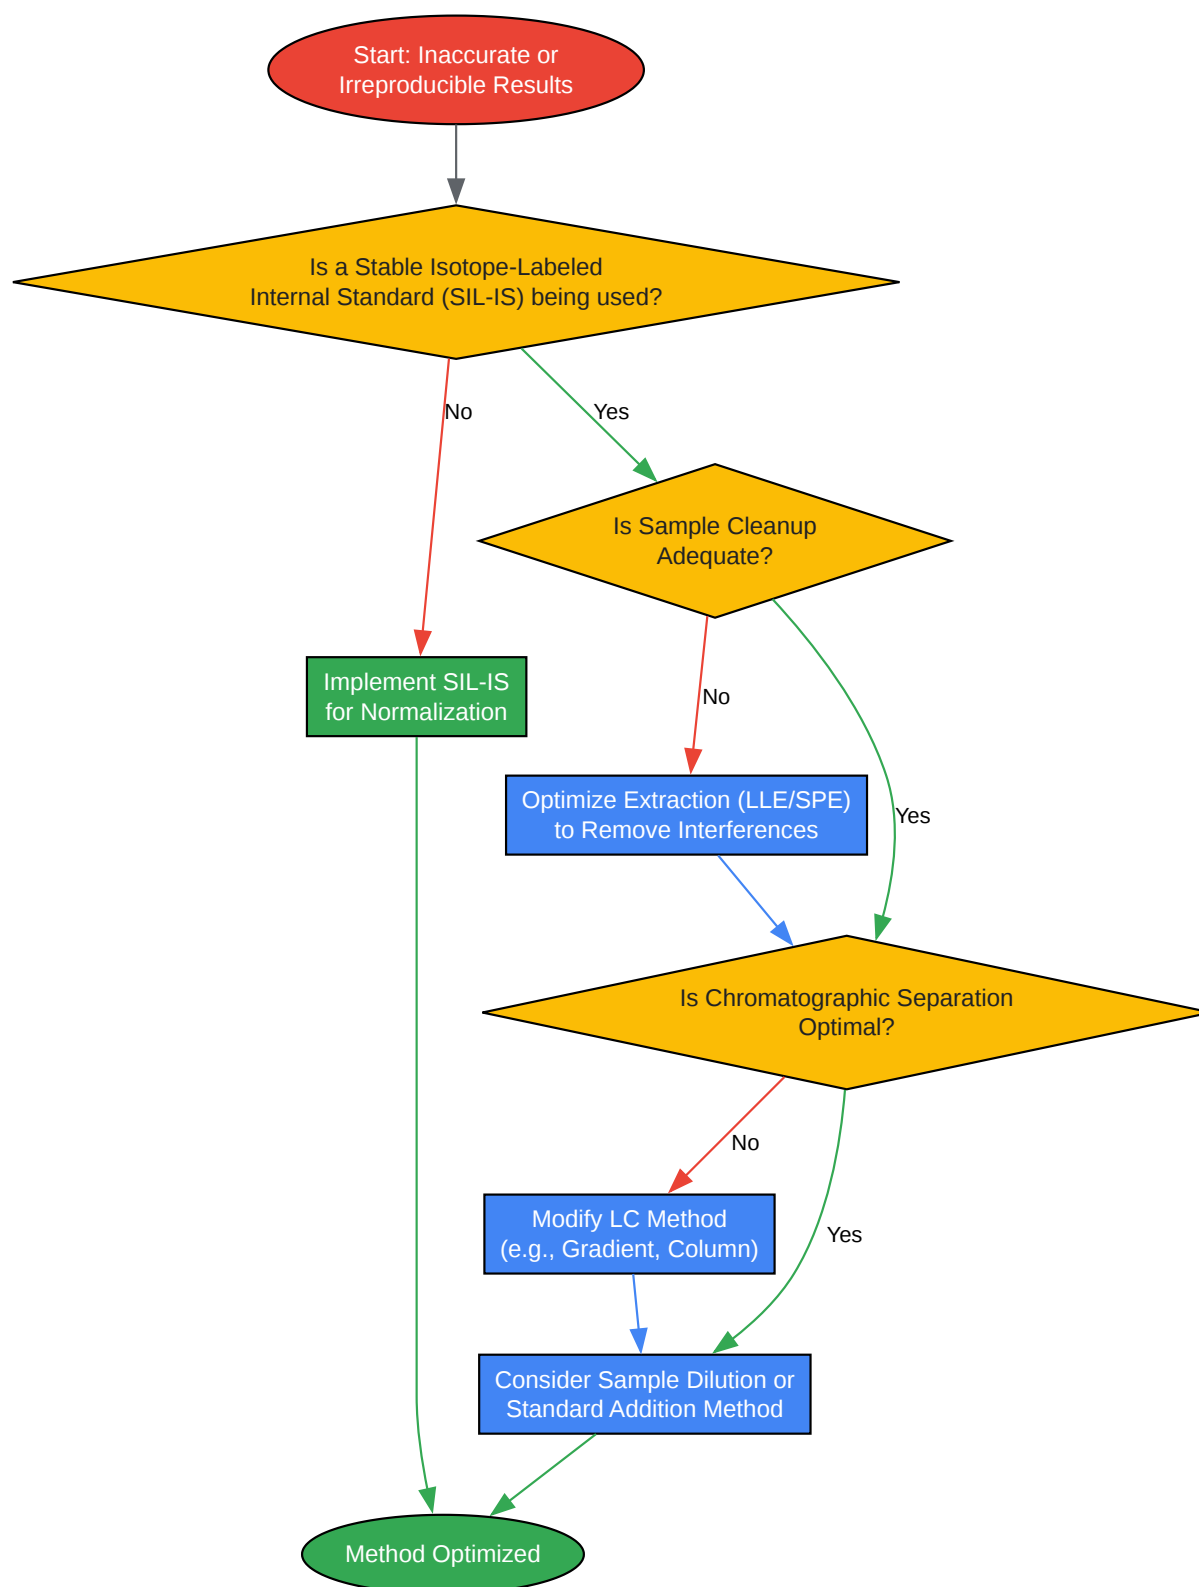 Start: Inaccurate or
Irreproducible Results
Is a Stable Isotope-Labeled
Internal Standard (SIL-IS) being used?
No
Yes
Is Sample Cleanup
Adequate?
Implement SIL-IS
for Normalization
No
Optimize Extraction (LLE/SPE)
to Remove Interferences
Yes
Is Chromatographic Separation
Optimal?
No
Modify LC Method
(e.g., Gradient, Column)
Yes
Consider Sample Dilution or
Standard Addition Method
Method Optimized